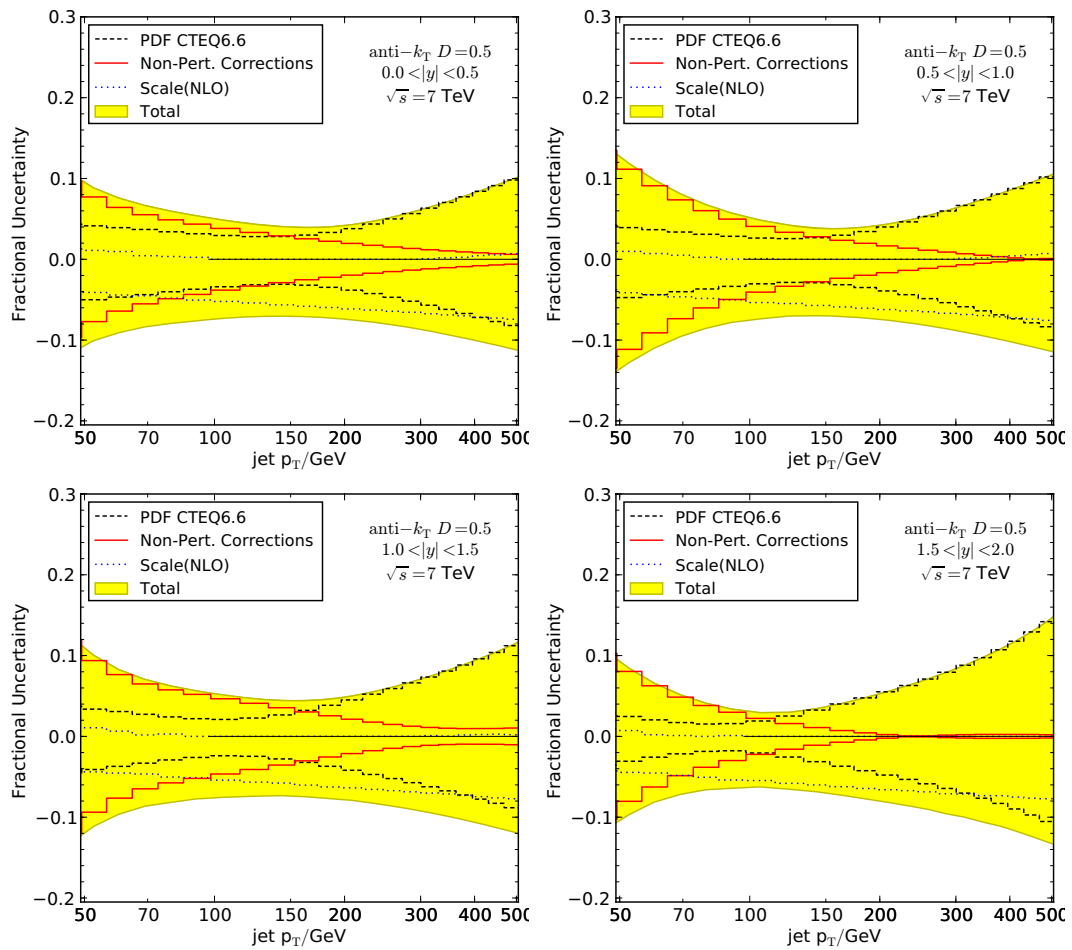 0.3
PDF CTEQ6.6
Non-Pert. Corrections
Scale(NLO)
Total
anti−k_T D=0.5
0.0<|y|<0.5
√s=7 TeV
0.2
0.1
0.0
−0.1
−0.2
Fractional Uncertainty
50 70 100 150 200 300 400 500
jet p_T/GeV
0.3
PDF CTEQ6.6
Non-Pert. Corrections
Scale(NLO)
Total
anti−k_T D=0.5
0.5<|y|<1.0
√s=7 TeV
0.2
0.1
0.0
−0.1
−0.2
Fractional Uncertainty
50 70 100 150 200 300 400 500
jet p_T/GeV
0.3
PDF CTEQ6.6
Non-Pert. Corrections
Scale(NLO)
Total
anti−k_T D=0.5
1.0<|y|<1.5
√s=7 TeV
0.2
0.1
0.0
−0.1
−0.2
Fractional Uncertainty
50 70 100 150 200 300 400 500
jet p_T/GeV
0.3
PDF CTEQ6.6
Non-Pert. Corrections
Scale(NLO)
Total
anti−k_T D=0.5
1.5<|y|<2.0
√s=7 TeV
0.2
0.1
0.0
−0.1
−0.2
Fractional Uncertainty
50 70 100 150 200 300 400 500
jet p_T/GeV